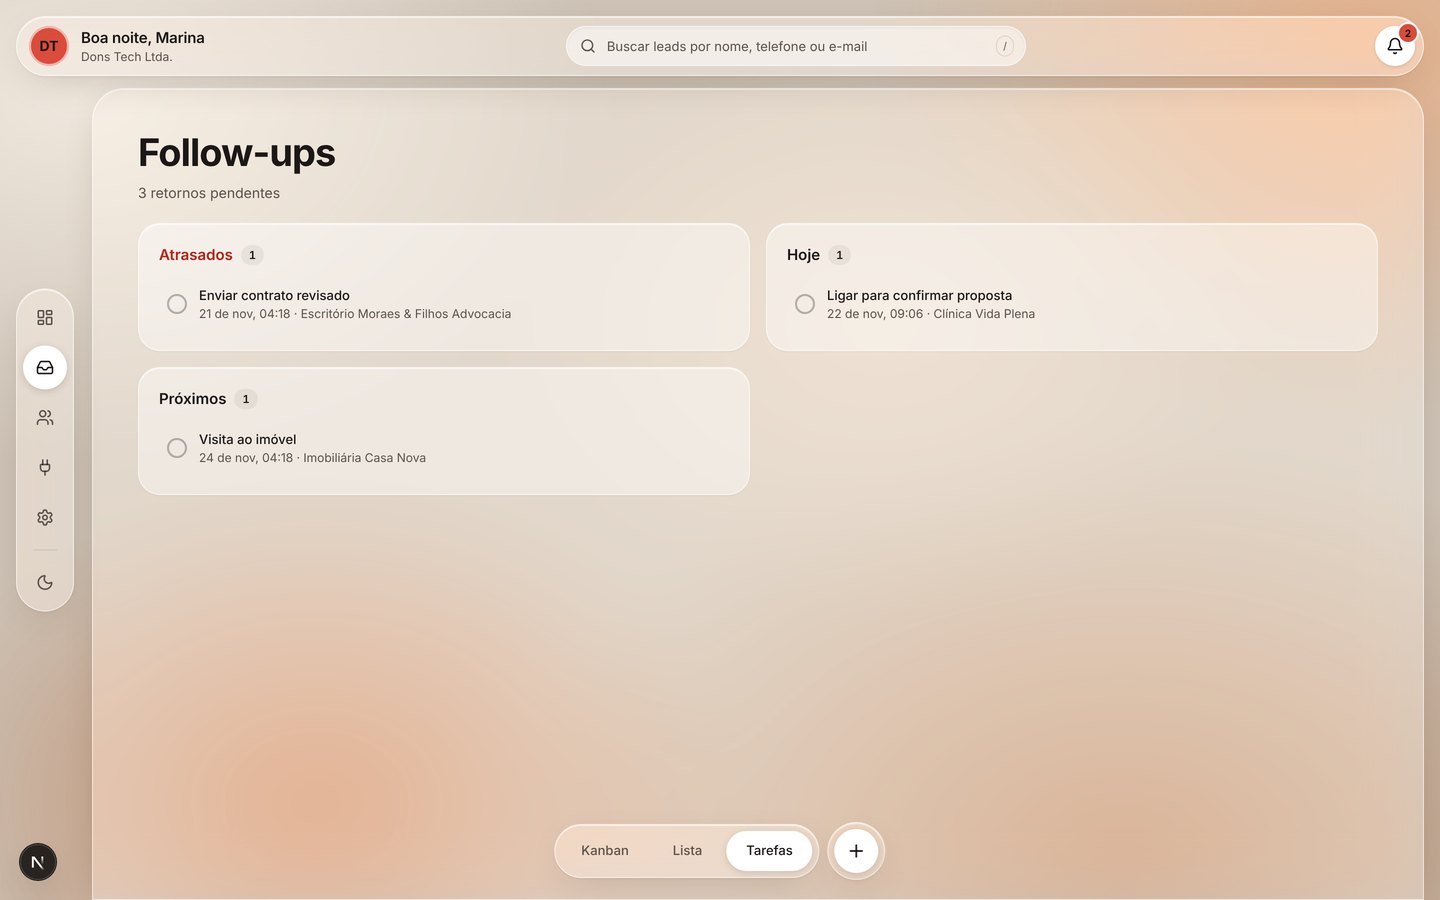 DT
Boa noite, Marina
Dons Tech Ltda.
Buscar leads por nome, telefone ou e-mail
/
2
Follow-ups
3 retornos pendentes
Atrasados 1
Enviar contrato revisado
21 de nov, 04:18 · Escritório Moraes & Filhos Advocacia
Hoje 1
Ligar para confirmar proposta
22 de nov, 09:06 · Clínica Vida Plena
Próximos 1
Visita ao imóvel
24 de nov, 04:18 · Imobiliária Casa Nova
Kanban
Lista
Tarefas
N